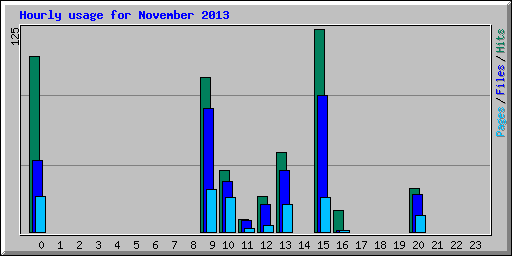 Hourly usage for November 2013
125
Pages/Files/Hits
0 1 2 3 4 5 6 7 8 9 10 11 12 13 14 15 16 17 18 19 20 21 22 23